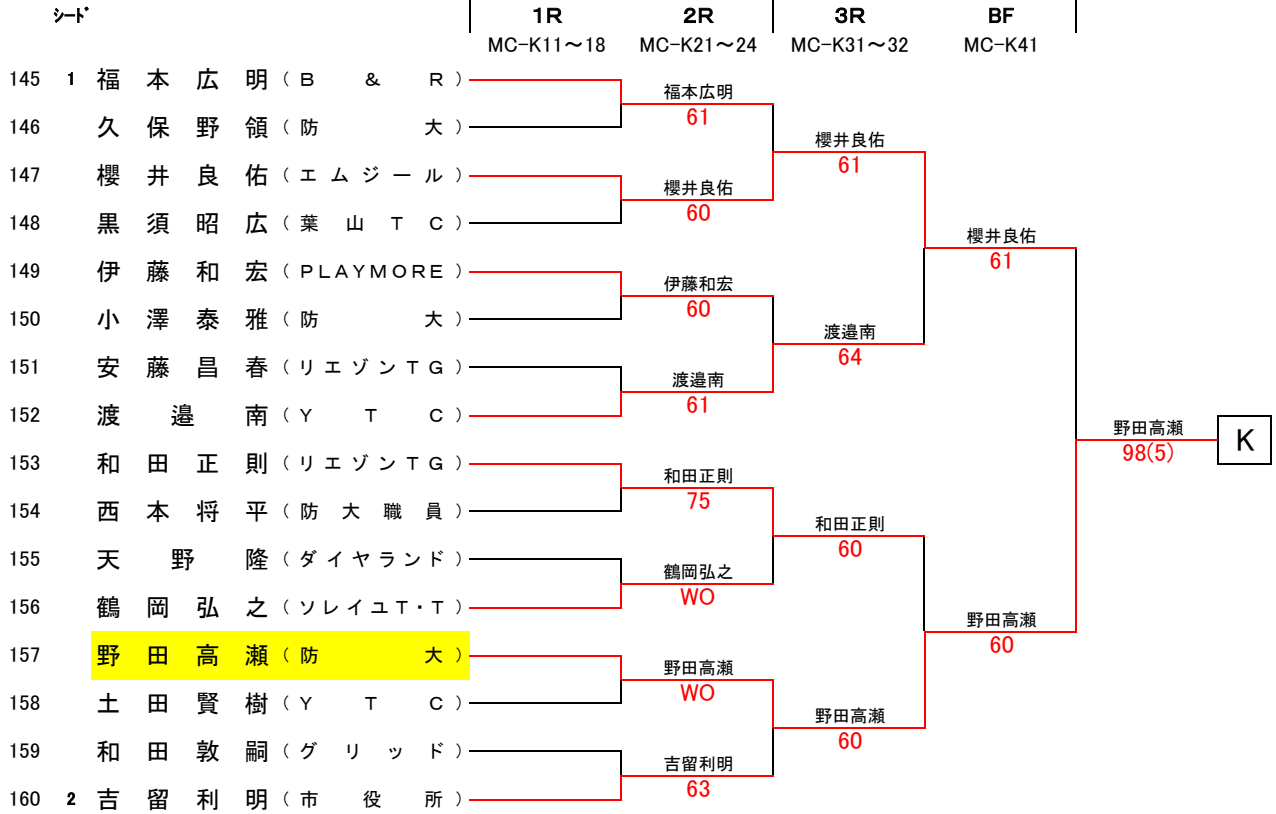 ｼｰﾄﾞ 1R 2R 3R BF
MC-K11～18 MC-K21～24 MC-K31～32 MC-K41
145 1 福本広明（B & R）
福本広明
61
146 久保野領（防大）
櫻井良佑
61
147 櫻井良佑（エムジール）
櫻井良佑
60
148 黒須昭広（葉山TC）
櫻井良佑
61
149 伊藤和宏（PLAYMORE）
伊藤和宏
60
150 小澤泰雅（防大）
渡邉南
64
151 安藤昌春（リエゾンTG）
渡邉南
61
152 渡邉南（YTC）
野田高瀬
98(5)
K
153 和田正則（リエゾンTG）
和田正則
75
154 西本将平（防大職員）
和田正則
60
155 天野隆（ダイヤランド）
鶴岡弘之
WO
156 鶴岡弘之（ソレイユT・T）
野田高瀬
60
157 野田高瀬（防大）
野田高瀬
WO
158 土田賢樹（YTC）
野田高瀬
60
159 和田敦嗣（グリッド）
吉留利明
63
160 2 吉留利明（市役所）